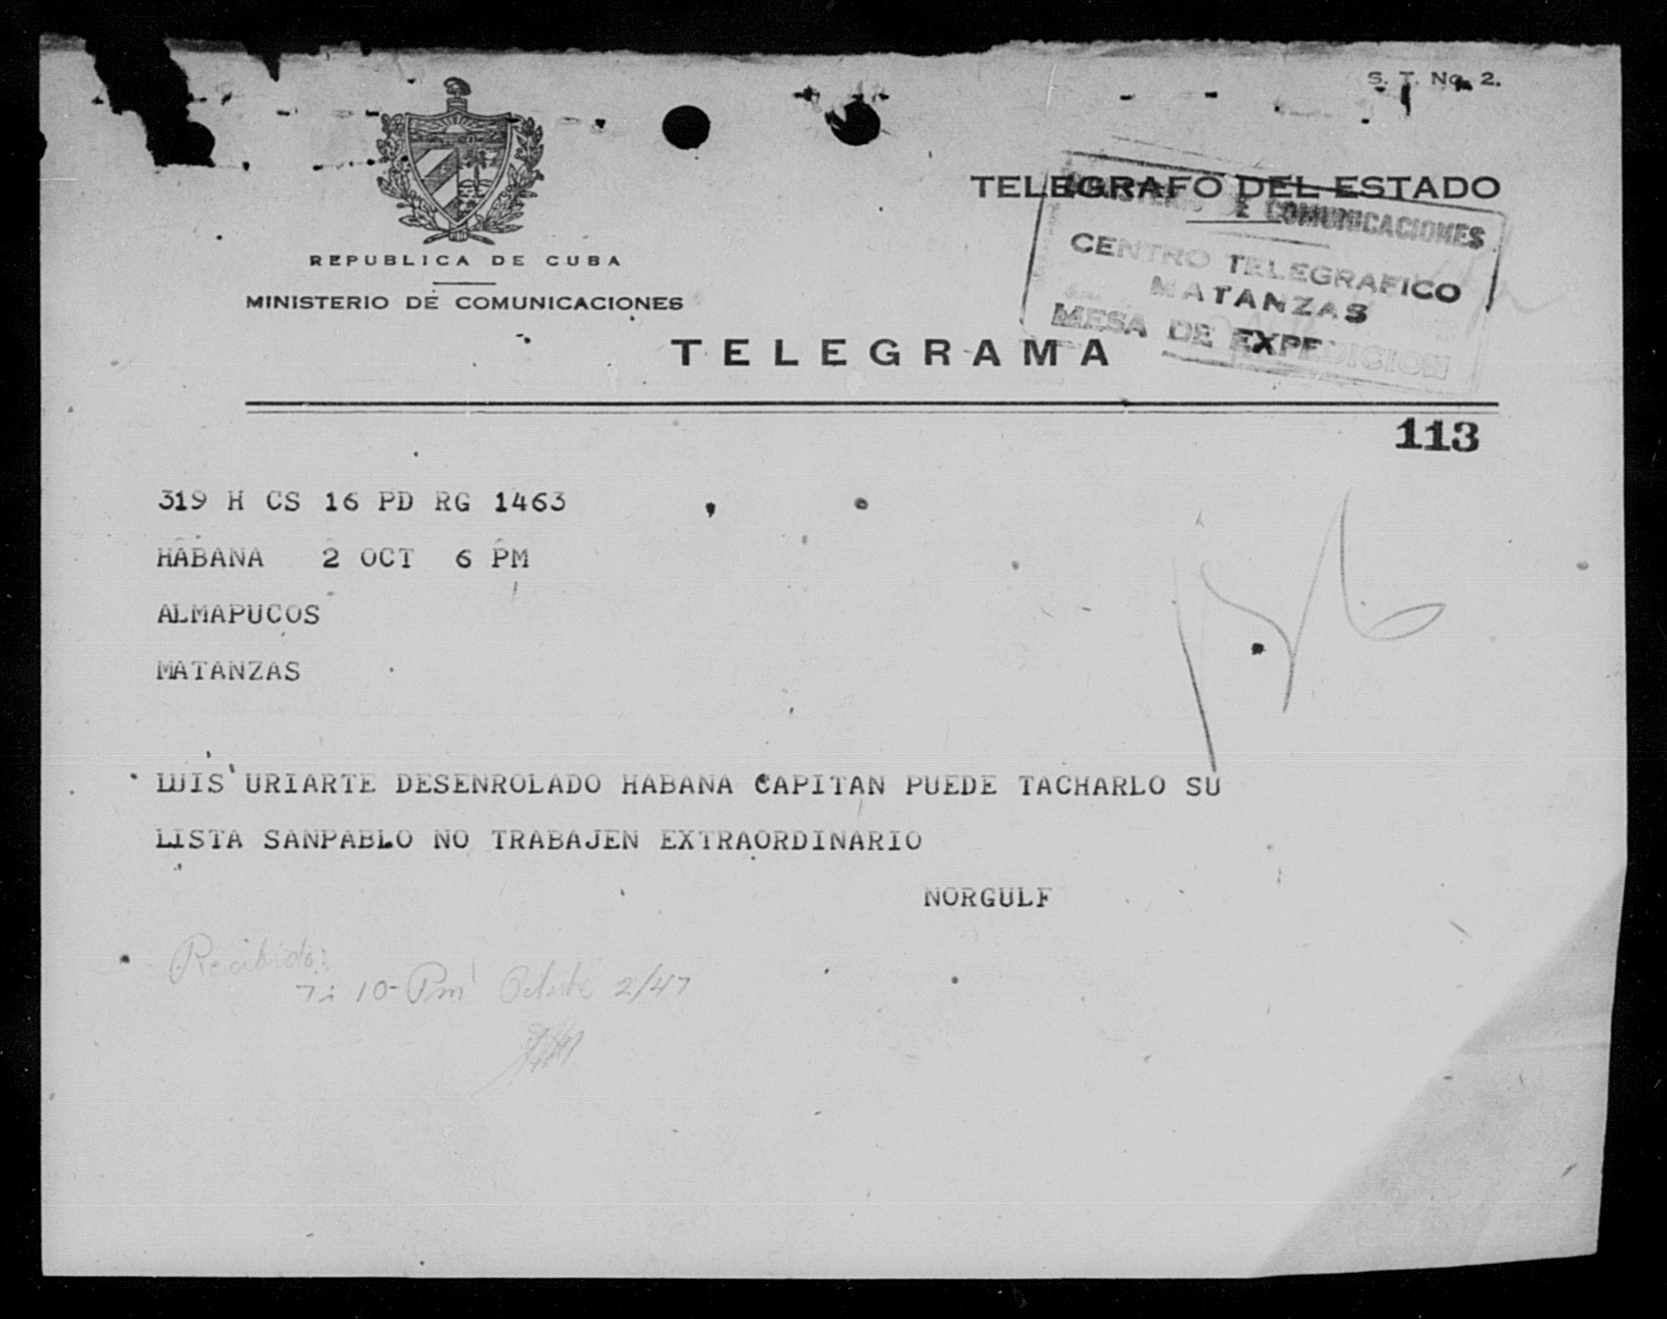 S. T. No. 2.
TELEGRAFO DEL ESTADO
MINISTERIO DE COMUNICACIONES
CENTRO TELEGRAFICO
MATANZAS
MESA DE EXPEDICION
REPUBLICA DE CUBA
MINISTERIO DE COMUNICACIONES
TELEGRAMA
113
319 H CS 16 PD RG 1463
HABANA 2 OCT 6 PM
ALMAPUCOS
MATANZAS
LUIS URIARTE DESENROLADO HABANA CAPITAN PUEDE TACHARLO SU
LISTA SANPABLO NO TRABAJEN EXTRAORDINARIO
NORGULF
Recibido:
7:10-Pm Octubre 2/47